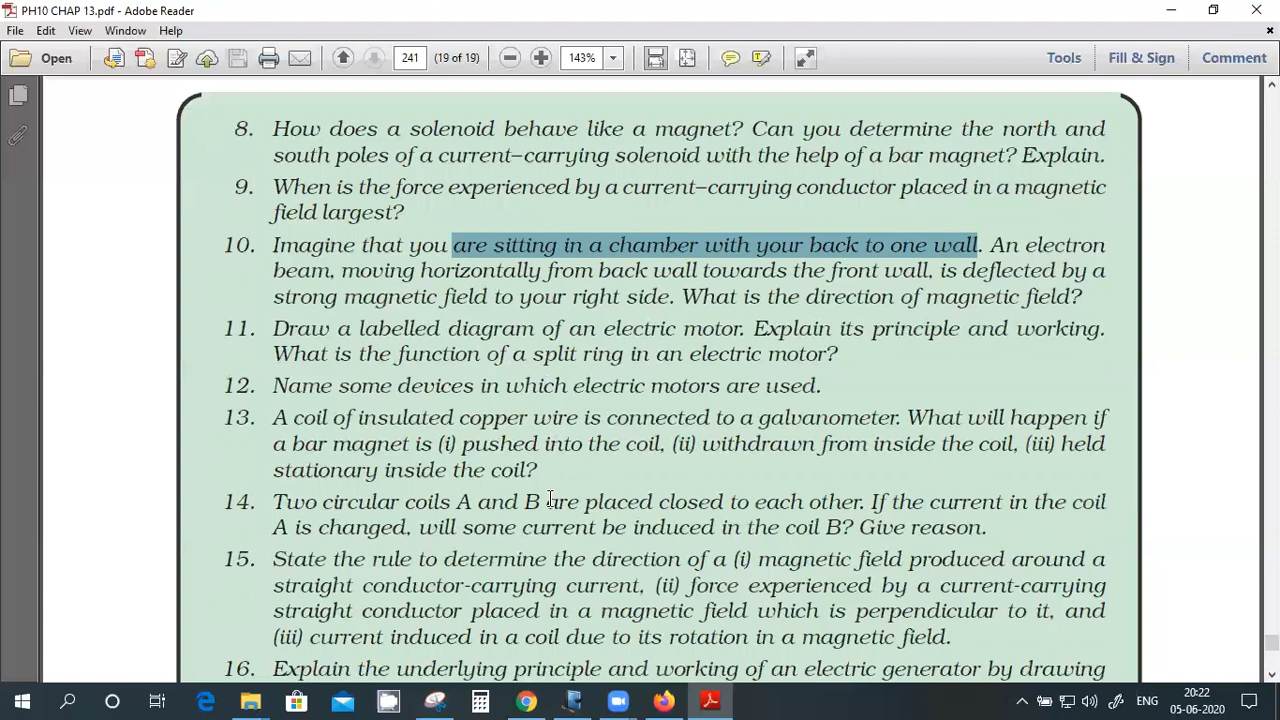 PH10 CHAP 13.pdf - Adobe Reader
File Edit View Window Help
Open 241 (19 of 19) 143% Tools Fill & Sign Comment
8. How does a solenoid behave like a magnet? Can you determine the north and
south poles of a current–carrying solenoid with the help of a bar magnet? Explain.
9. When is the force experienced by a current–carrying conductor placed in a magnetic
field largest?
10. Imagine that you are sitting in a chamber with your back to one wall. An electron
beam, moving horizontally from back wall towards the front wall, is deflected by a
strong magnetic field to your right side. What is the direction of magnetic field?
11. Draw a labelled diagram of an electric motor. Explain its principle and working.
What is the function of a split ring in an electric motor?
12. Name some devices in which electric motors are used.
13. A coil of insulated copper wire is connected to a galvanometer. What will happen if
a bar magnet is (i) pushed into the coil, (ii) withdrawn from inside the coil, (iii) held
stationary inside the coil?
14. Two circular coils A and B are placed closed to each other. If the current in the coil
A is changed, will some current be induced in the coil B? Give reason.
15. State the rule to determine the direction of a (i) magnetic field produced around a
straight conductor-carrying current, (ii) force experienced by a current-carrying
straight conductor placed in a magnetic field which is perpendicular to it, and
(iii) current induced in a coil due to its rotation in a magnetic field.
16. Explain the underlying principle and working of an electric generator by drawing
ENG
20:22
05-06-2020